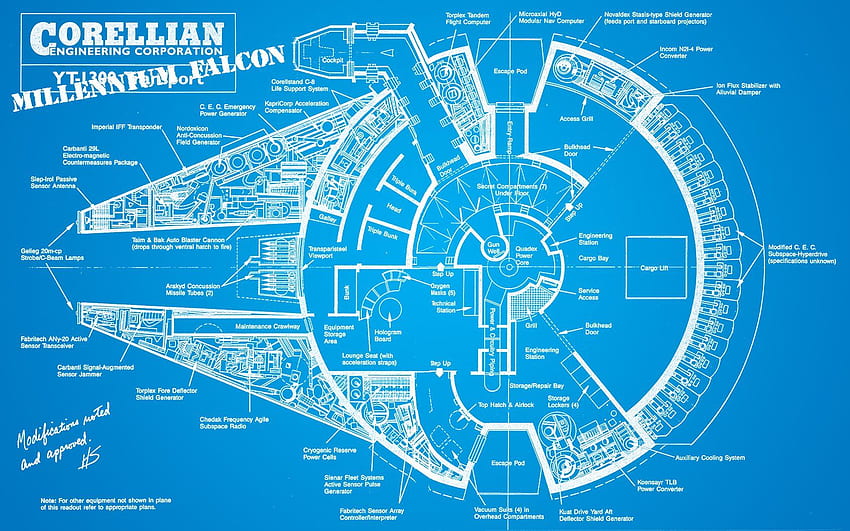 CORELLIAN
ENGINEERING CORPORATION
YT-1300 Transport
MILLENNIUM FALCON
Cockpit
Torplex Tandem
Flight Computer
Microaxial HyD
Modular Nav Computer
Novaldex Stasis-type Shield Generator
(feeds port and starboard projectors)
Incom N2I-4 Power
Converter
Ion Flux Stabilizer with
Alluvial Damper
Corellistand C-8
Life Support System
KapriCorp Acceleration
Compensator
C. E. C. Emergency
Power Generator
Nordoxicon
Anti-Concussion
Field Generator
Imperial IFF Transponder
Carbanti 29L
Electro-magnetic
Countermeasures Package
Siep-Irol Passive
Sensor Antenna
Escape Pod
Access Grill
Entry Ramp
Bulkhead
Door
Bulkhead
Door
Secret Compartments (7)
Under Floor
Step Up
Triple Bunk
Head
Triple Bunk
Galley
Taim & Bak Auto Blaster Cannon
(drops through ventral hatch to fire)
Transparisteel
Viewport
Gun
Well
Quadex
Power
Core
Engineering
Station
Cargo Bay
Cargo Lift
Modified C. E. C.
Subspace-Hyperdrive
(specifications unknown)
Gelieg 20m-cp
Strobe/C-Beam Lamps
Arakyd Concussion
Missile Tubes (2)
Bunk
Step Up
Oxygen
Masks (5)
Technical
Station
Service
Access
Grill
Bulkhead
Door
Maintenance Crawlway
Equipment
Storage
Area
Hologram
Board
Power & Circuitry Piping
Engineering
Station
Fabritech ANy-20 Active
Sensor Transceiver
Carbanti Signal-Augmented
Sensor Jammer
Lounge Seat (with
acceleration straps)
Step Up
Storage/Repair Bay
Storage
Lockers (4)
Torplex Fore Deflector
Shield Generator
Top Hatch & Airlock
Chedak Frequency Agile
Subspace Radio
Modifications noted
and approved.
HS
Cryogenic Reserve
Power Cells
Escape Pod
Auxiliary Cooling System
Sienar Fleet Systems
Active Sensor Pulse
Generator
Koensayr TLB
Power Converter
Fabritech Sensor Array
Controller/Interpreter
Vacuum Suits (4) in
Overhead Compartments
Kuat Drive Yard Aft
Deflector Shield Generator
Note: For other equipment not shown in plane
of this readout refer to appropriate plans.